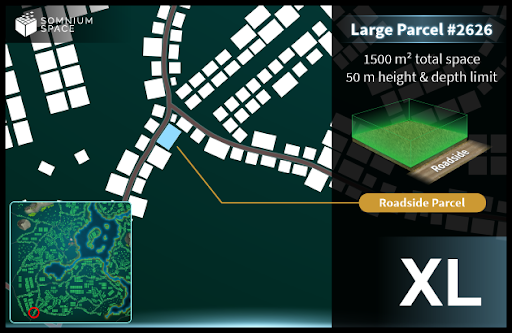 SOMNIUM
SPACE
Large Parcel #2626
1500 m² total space
50 m height & depth limit
Roadside
Roadside Parcel
XL